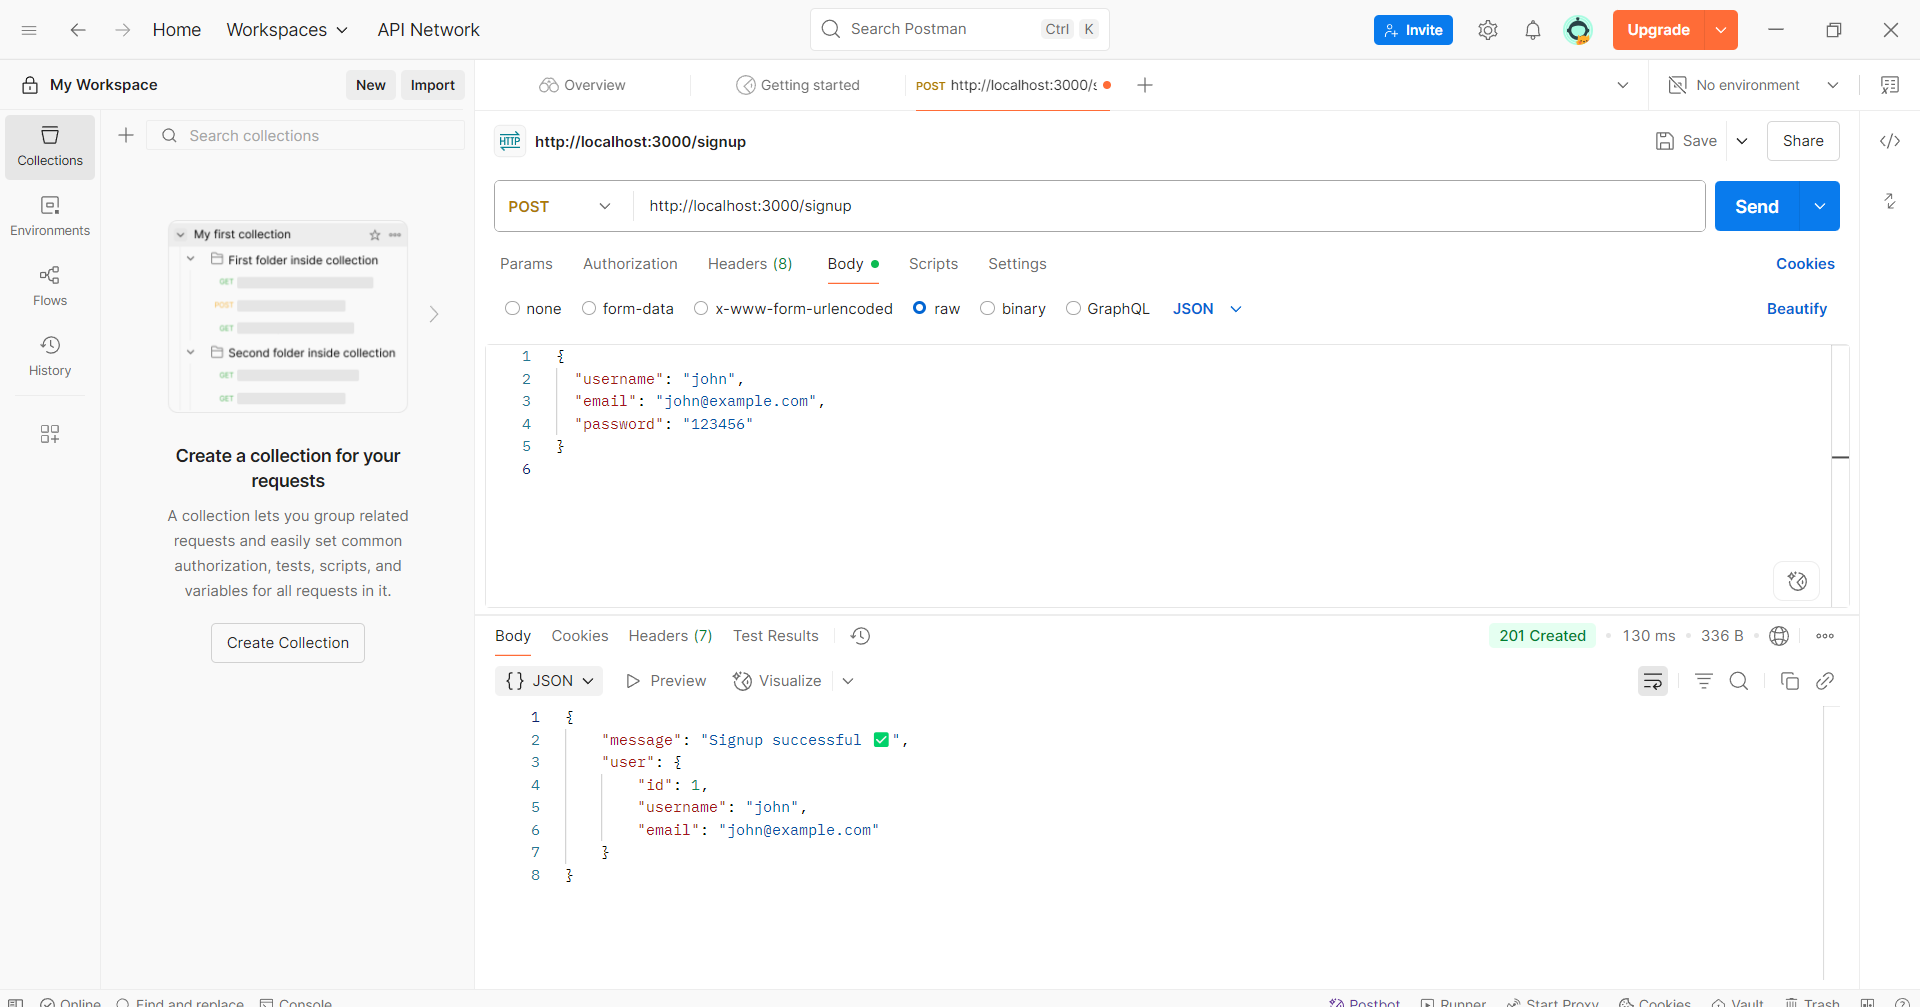 Home Workspaces API Network Search Postman Ctrl K Invite Upgrade
My Workspace New Import Overview Getting started POST http://localhost:3000/s No environment
Collections
Environments
Flows
History
Search collections
My first collection
First folder inside collection
GET
POST
GET
Second folder inside collection
GET
GET
Create a collection for your
requests
A collection lets you group related
requests and easily set common
authorization, tests, scripts, and
variables for all requests in it.
Create Collection
HTTP http://localhost:3000/signup Save Share
POST http://localhost:3000/signup Send
Params Authorization Headers (8) Body Scripts Settings Cookies
none form-data x-www-form-urlencoded raw binary GraphQL JSON Beautify
1 {
2 "username": "john",
3 "email": "john@example.com",
4 "password": "123456"
5 }
6
Body Cookies Headers (7) Test Results 201 Created 130 ms 336 B
{} JSON Preview Visualize
1 {
2 "message": "Signup successful ✅",
3 "user": {
4 "id": 1,
5 "username": "john",
6 "email": "john@example.com"
7 }
8 }
Online Find and replace Console Postbot Runner Start Proxy Cookies Vault Trash